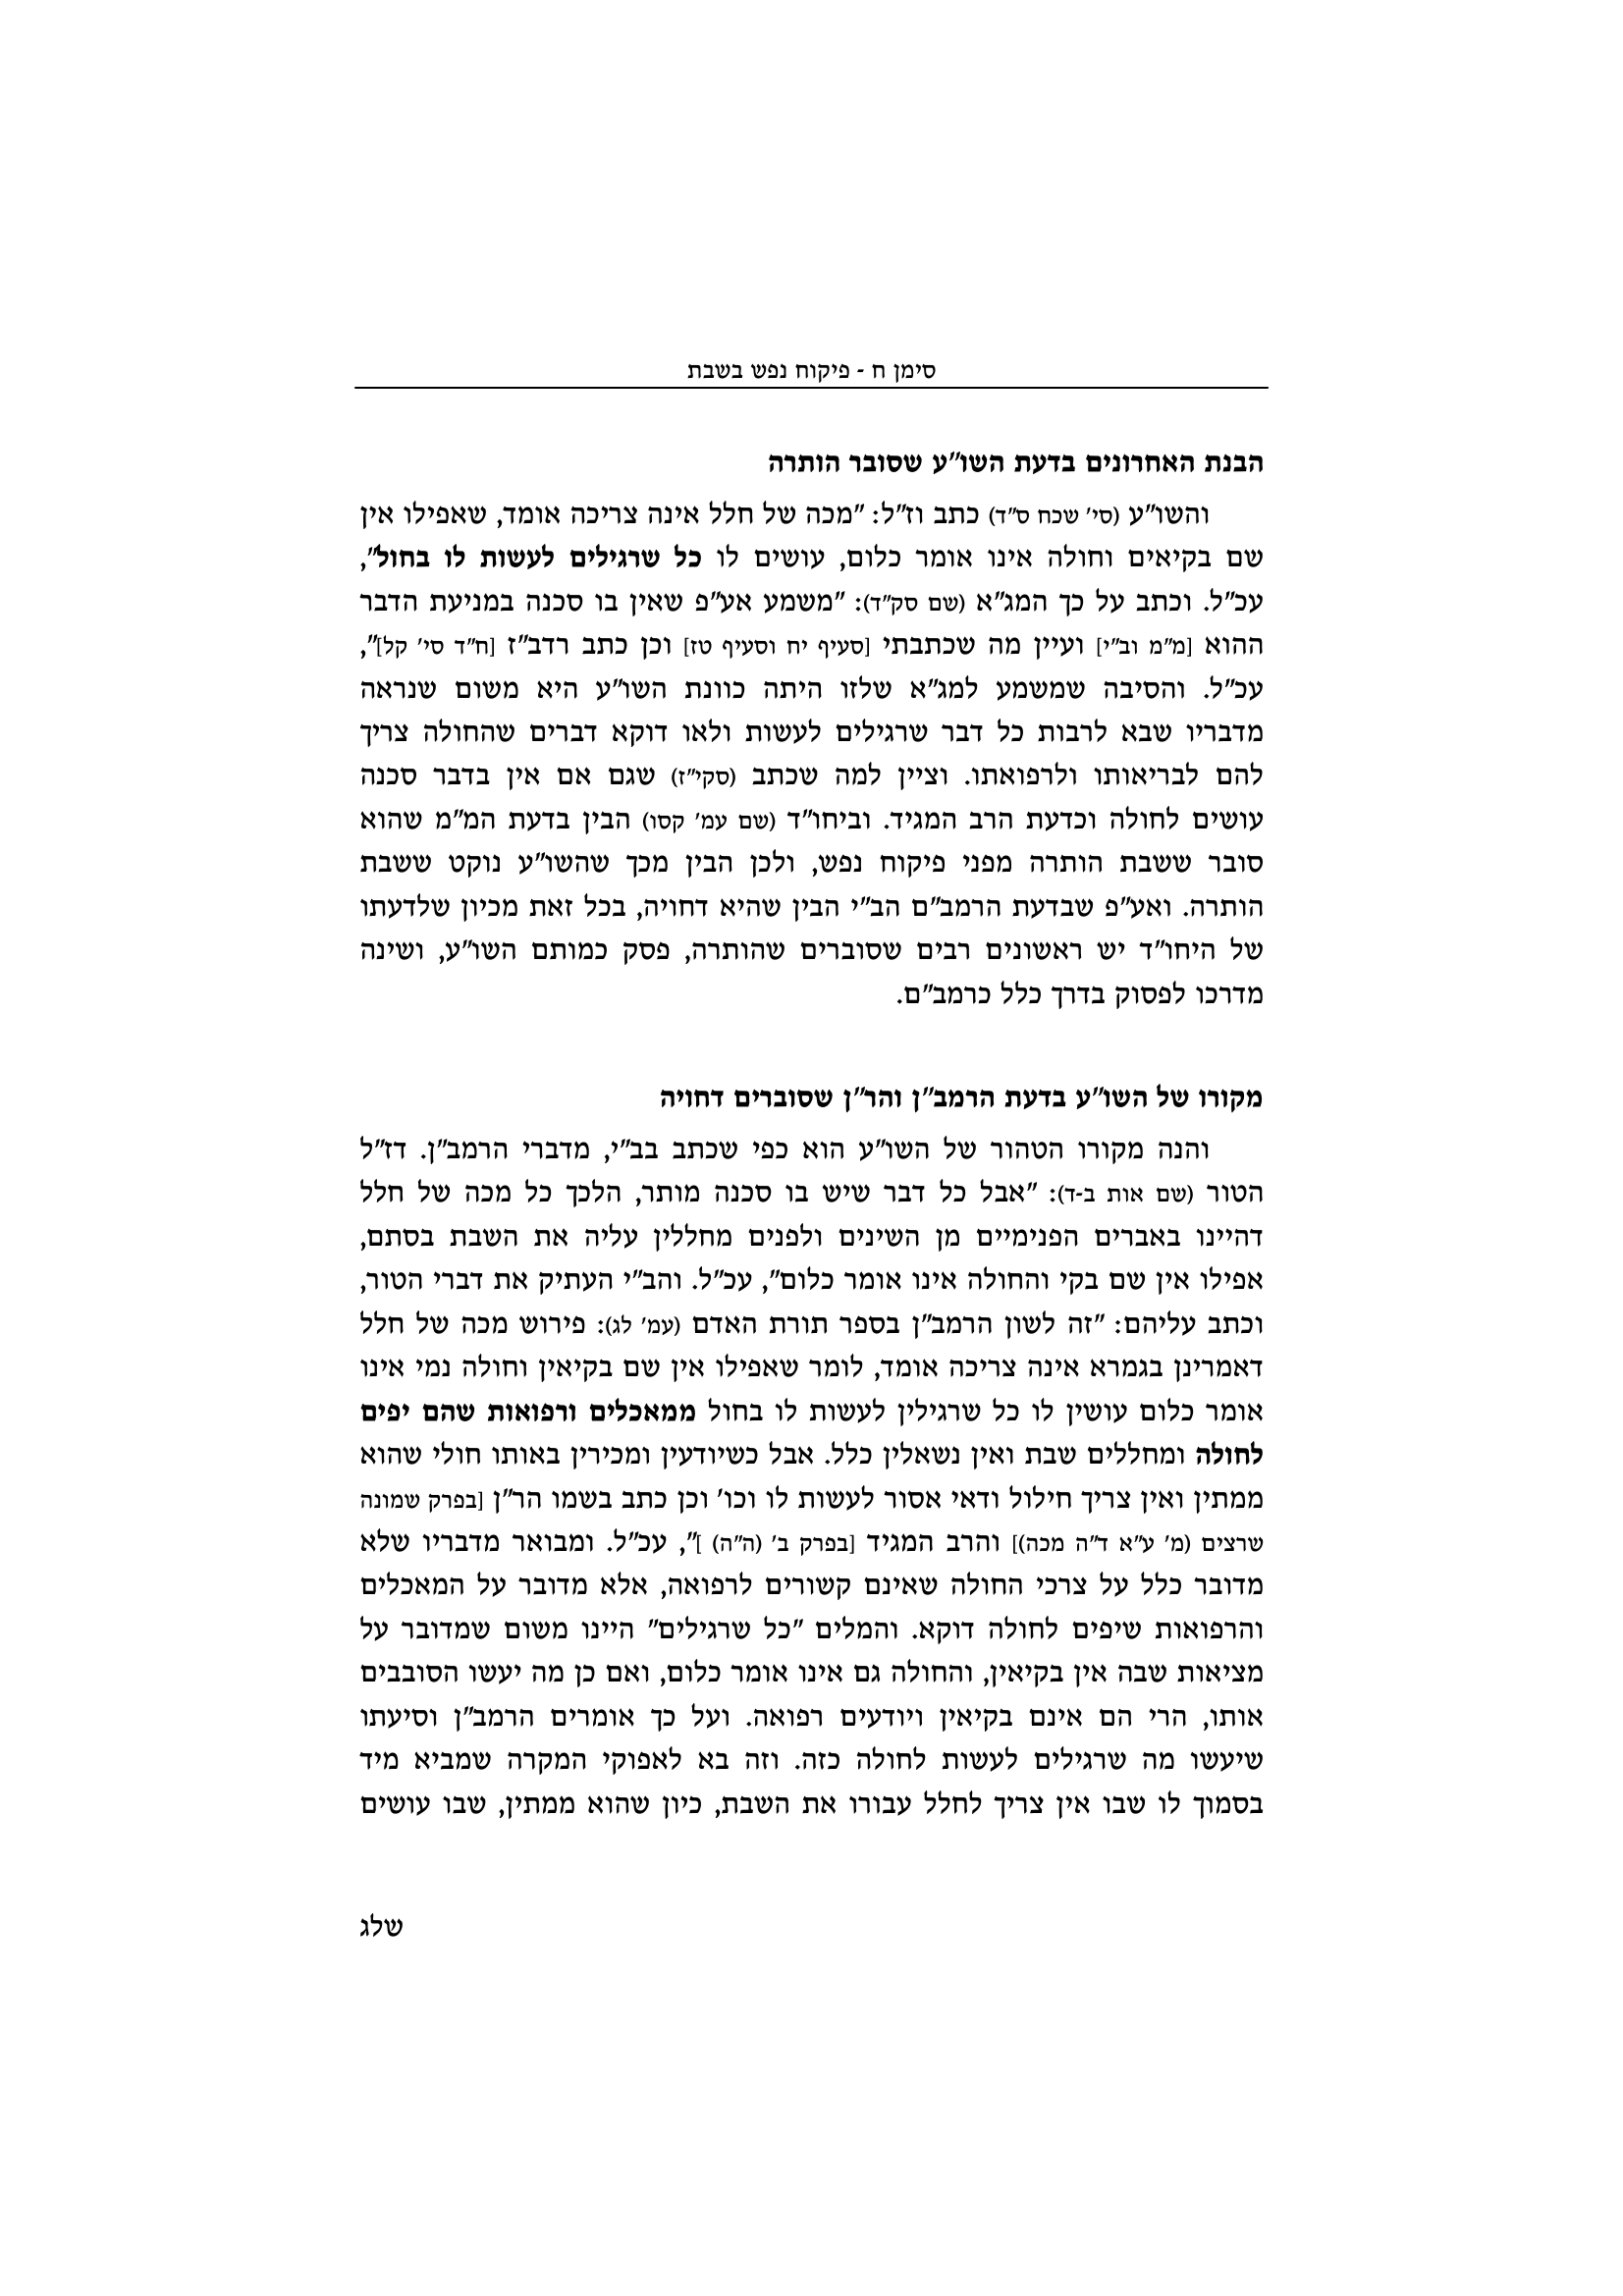 סימן ח - פיקוח נפש בשבת
הבנת האחרונים בדעת השו"ע שסובר הותרה
והשו"ע (סי' שכח ס"ד) כתב וז"ל: "מכה של חלל אינה צריכה אומד, שאפילו אין
שם בקיאים וחולה אינו אומר כלום, עושים לו כל שרגילים לעשות לו בחול",
עכ"ל. וכתב על כך המג"א (שם סק"ד): "משמע אע"פ שאין בו סכנה במניעת הדבר
ההוא [מ"מ וב"י] ועיין מה שכתבתי [סעיף יח וסעיף טז] וכן כתב רדב"ז [ח"ד סי' קל]",
עכ"ל. והסיבה שמשמע למג"א שלזו היתה כוונת השו"ע היא משום שנראה
מדבריו שבא לרבות כל דבר שרגילים לעשות ולאו דוקא דברים שהחולה צריך
להם לבריאותו ולרפואתו. וציין למה שכתב (סקי"ז) שגם אם אין בדבר סכנה
עושים לחולה וכדעת הרב המגיד. וביחו"ד (שם עמ' קסו) הבין בדעת המ"מ שהוא
סובר ששבת הותרה מפני פיקוח נפש, ולכן הבין מכך שהשו"ע נוקט ששבת
הותרה. ואע"פ שבדעת הרמב"ם הב"י הבין שהיא דחויה, בכל זאת מכיון שלדעתו
של היחו"ד יש ראשונים רבים שסוברים שהותרה, פסק כמותם השו"ע, ושינה
מדרכו לפסוק בדרך כלל כרמב"ם.
מקורו של השו"ע בדעת הרמב"ן והר"ן שסוברים דחויה
והנה מקורו הטהור של השו"ע הוא כפי שכתב בב"י, מדברי הרמב"ן. דז"ל
הטור (שם אות ב-ד): "אבל כל דבר שיש בו סכנה מותר, הלכך כל מכה של חלל
דהיינו באברים הפנימיים מן השינים ולפנים מחללין עליה את השבת בסתם,
אפילו אין שם בקי והחולה אינו אומר כלום", עכ"ל. והב"י העתיק את דברי הטור,
וכתב עליהם: "זה לשון הרמב"ן בספר תורת האדם (עמ' לג): פירוש מכה של חלל
דאמרינן בגמרא אינה צריכה אומד, לומר שאפילו אין שם בקיאין וחולה נמי אינו
אומר כלום עושין לו כל שרגילין לעשות לו בחול ממאכלים ורפואות שהם יפים
לחולה ומחללים שבת ואין נשאלין כלל. אבל כשיודעין ומכירין באותו חולי שהוא
ממתין ואין צריך חילול ודאי אסור לעשות לו וכו' וכן כתב בשמו הר"ן [בפרק שמונה
שרצים (מ' ע"א ד"ה מכה)] והרב המגיד [בפרק ב' (ה"ה) ]", עכ"ל. ומבואר מדבריו שלא
מדובר כלל על צרכי החולה שאינם קשורים לרפואה, אלא מדובר על המאכלים
והרפואות שיפים לחולה דוקא. והמלים "כל שרגילים" היינו משום שמדובר על
מציאות שבה אין בקיאין, והחולה גם אינו אומר כלום, ואם כן מה יעשו הסובבים
אותו, הרי הם אינם בקיאין ויודעים רפואה. ועל כך אומרים הרמב"ן וסיעתו
שיעשו מה שרגילים לעשות לחולה כזה. וזה בא לאפוקי המקרה שמביא מיד
בסמוך לו שבו אין צריך לחלל עבורו את השבת, כיון שהוא ממתין, שבו עושים
שלג